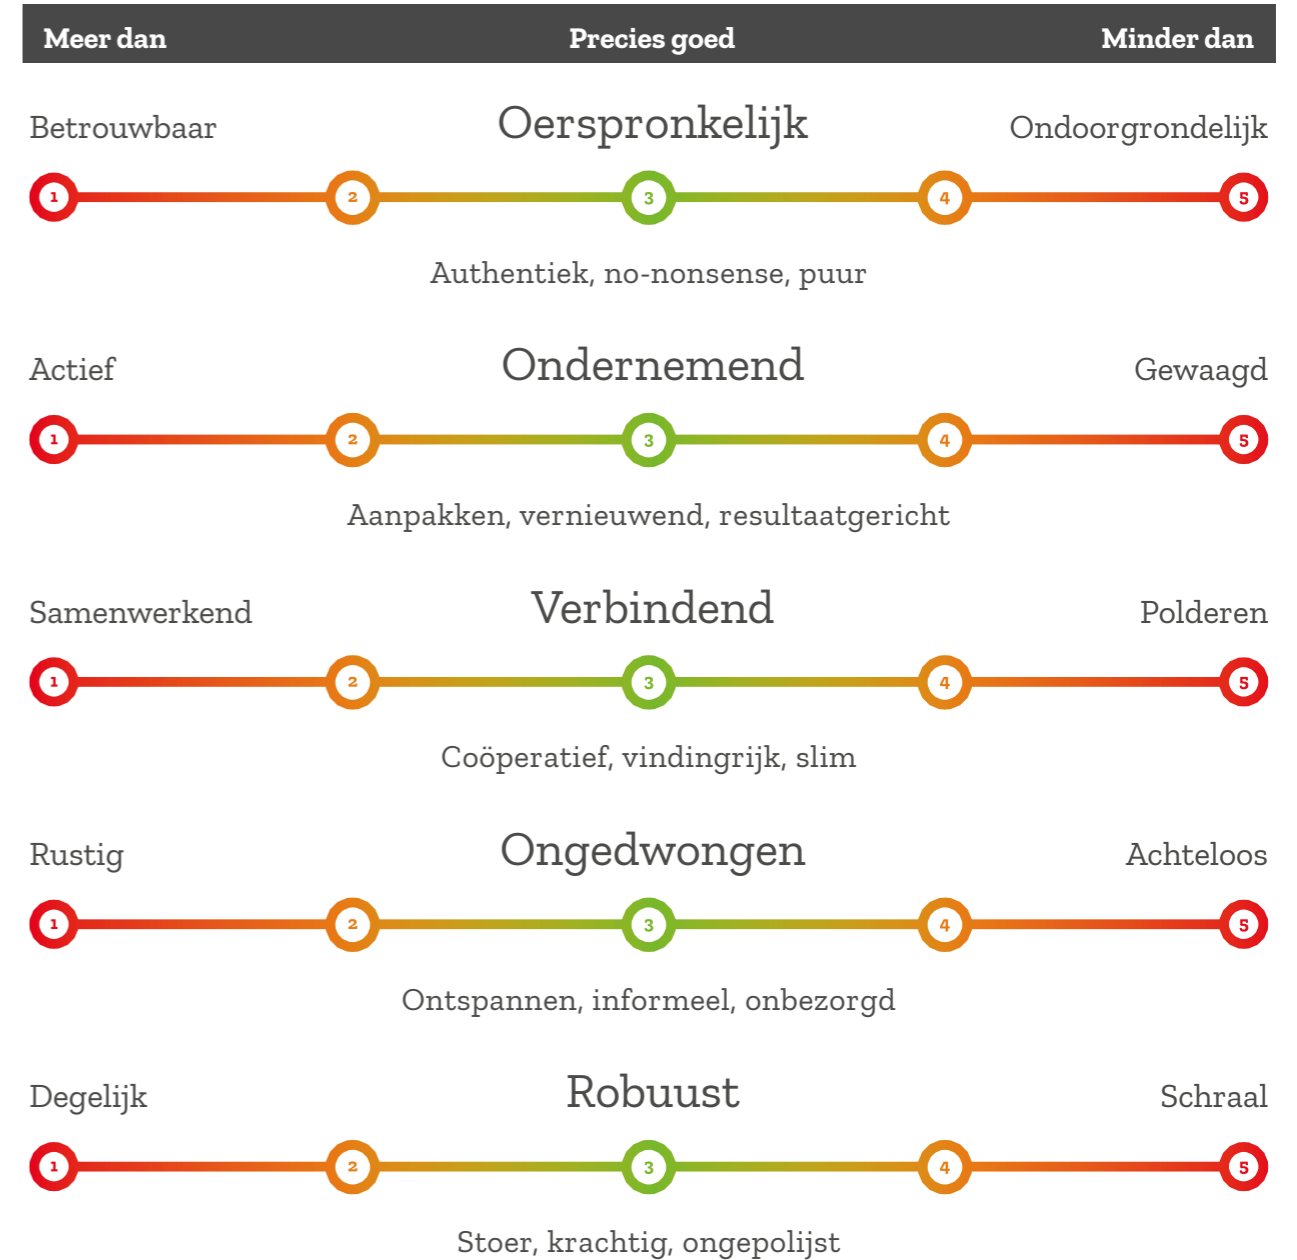 Meer dan Precies goed Minder dan
Betrouwbaar Oerspronkelijk Ondoorgrondelijk
1 2 3 4 5
Authentiek, no-nonsense, puur
Actief Ondernemend Gewaagd
1 2 3 4 5
Aanpakken, vernieuwend, resultaatgericht
Samenwerkend Verbindend Polderen
1 2 3 4 5
Coöperatief, vindingrijk, slim
Rustig Ongedwongen Achteloos
1 2 3 4 5
Ontspannen, informeel, onbezorgd
Degelijk Robuust Schraal
1 2 3 4 5
Stoer, krachtig, ongepolijst